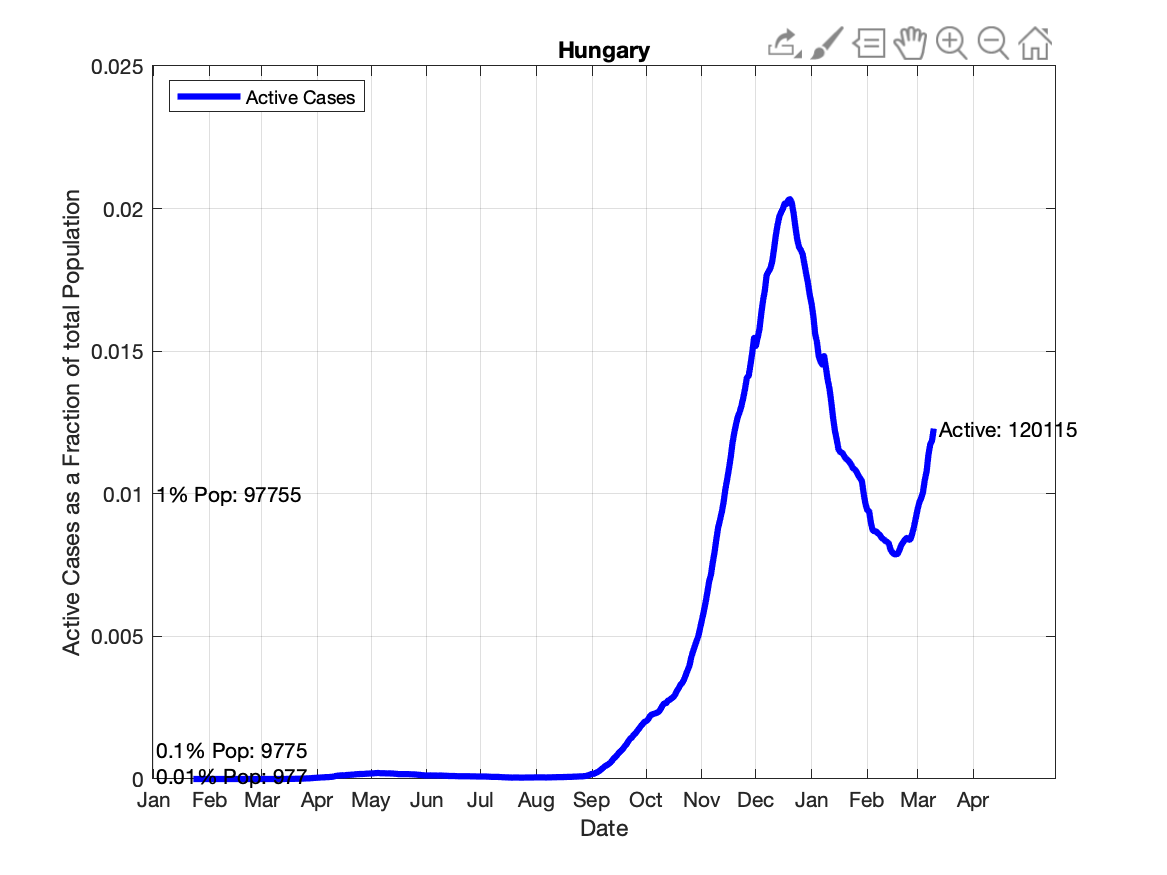 Hungary
0.025
Active Cases
0.02
0.015
Active: 120115
0.01
1% Pop: 97755
0.005
0.1% Pop: 9775
0
0.01% Pop: 977
Jan Feb Mar Apr May Jun Jul Aug Sep Oct Nov Dec Jan Feb Mar Apr
Date
Active Cases as a Fraction of total Population